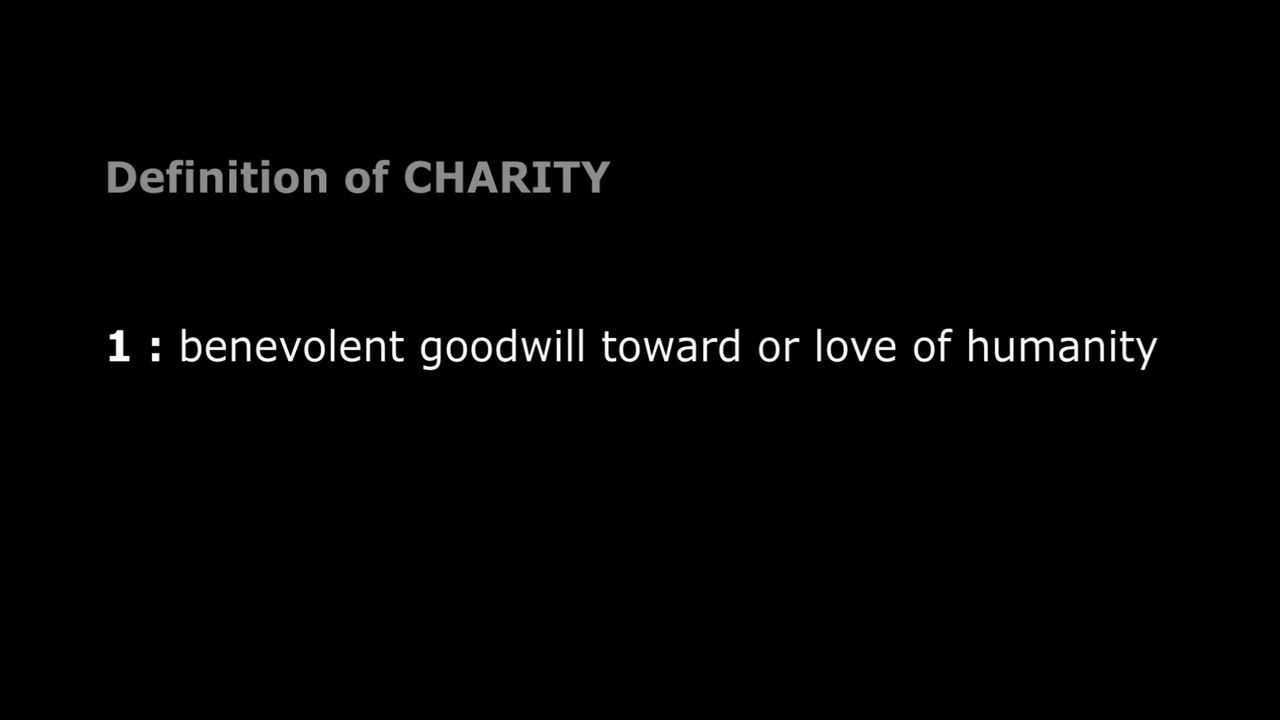 Definition of CHARITY
1 : benevolent goodwill toward or love of humanity